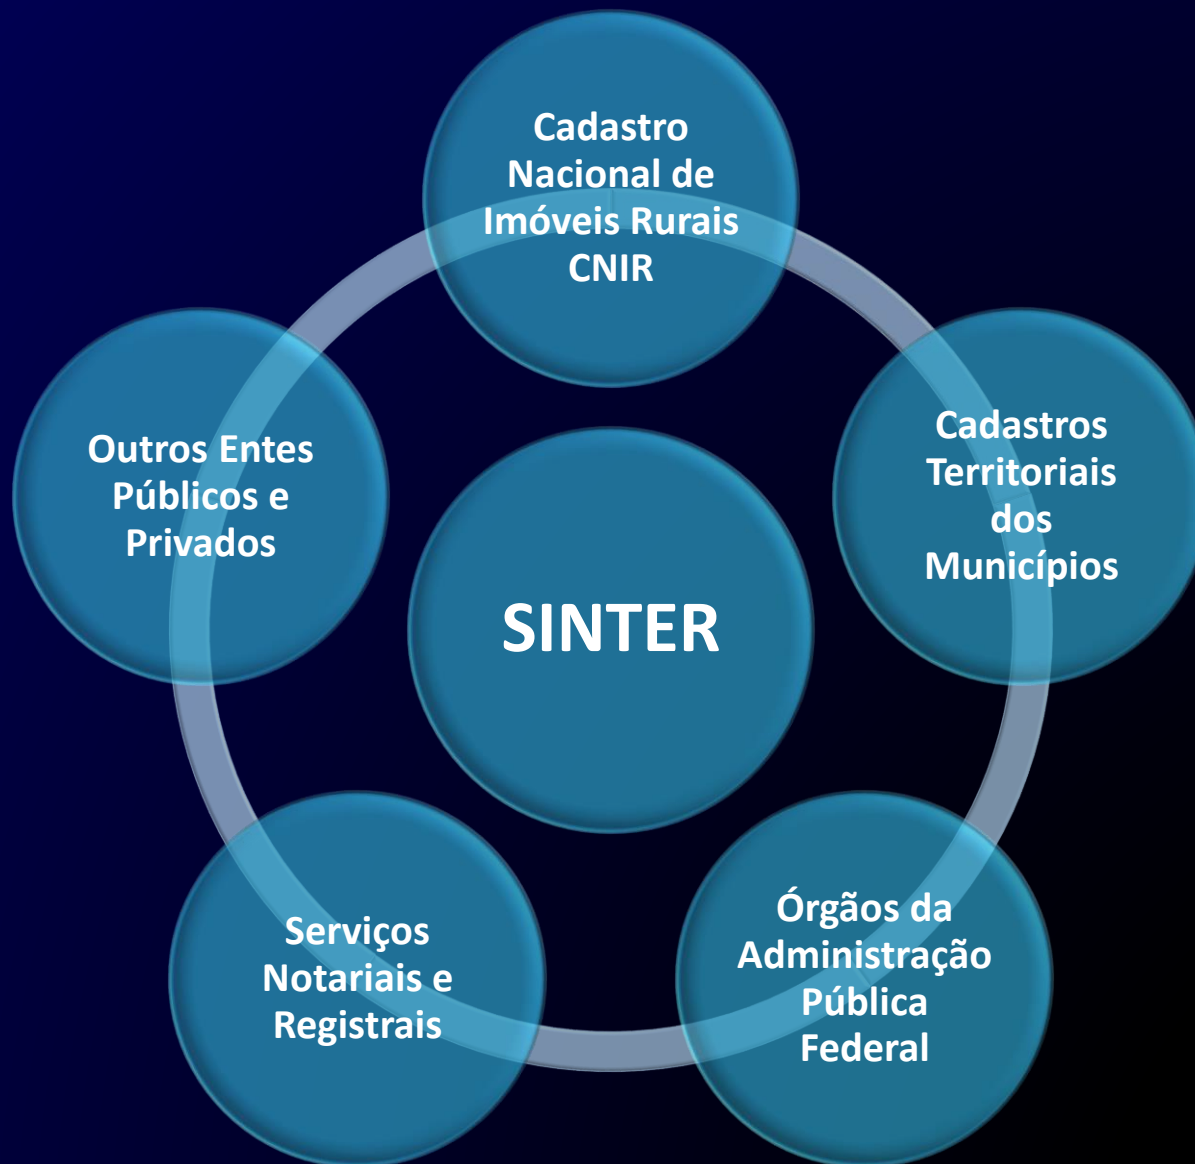 Cadastro
Nacional de
Imóveis Rurais
CNIR
Cadastros
Territoriais
dos
Municípios
Órgãos da
Administração
Pública
Federal
Serviços
Notariais e
Registrais
Outros Entes
Públicos e
Privados
SINTER